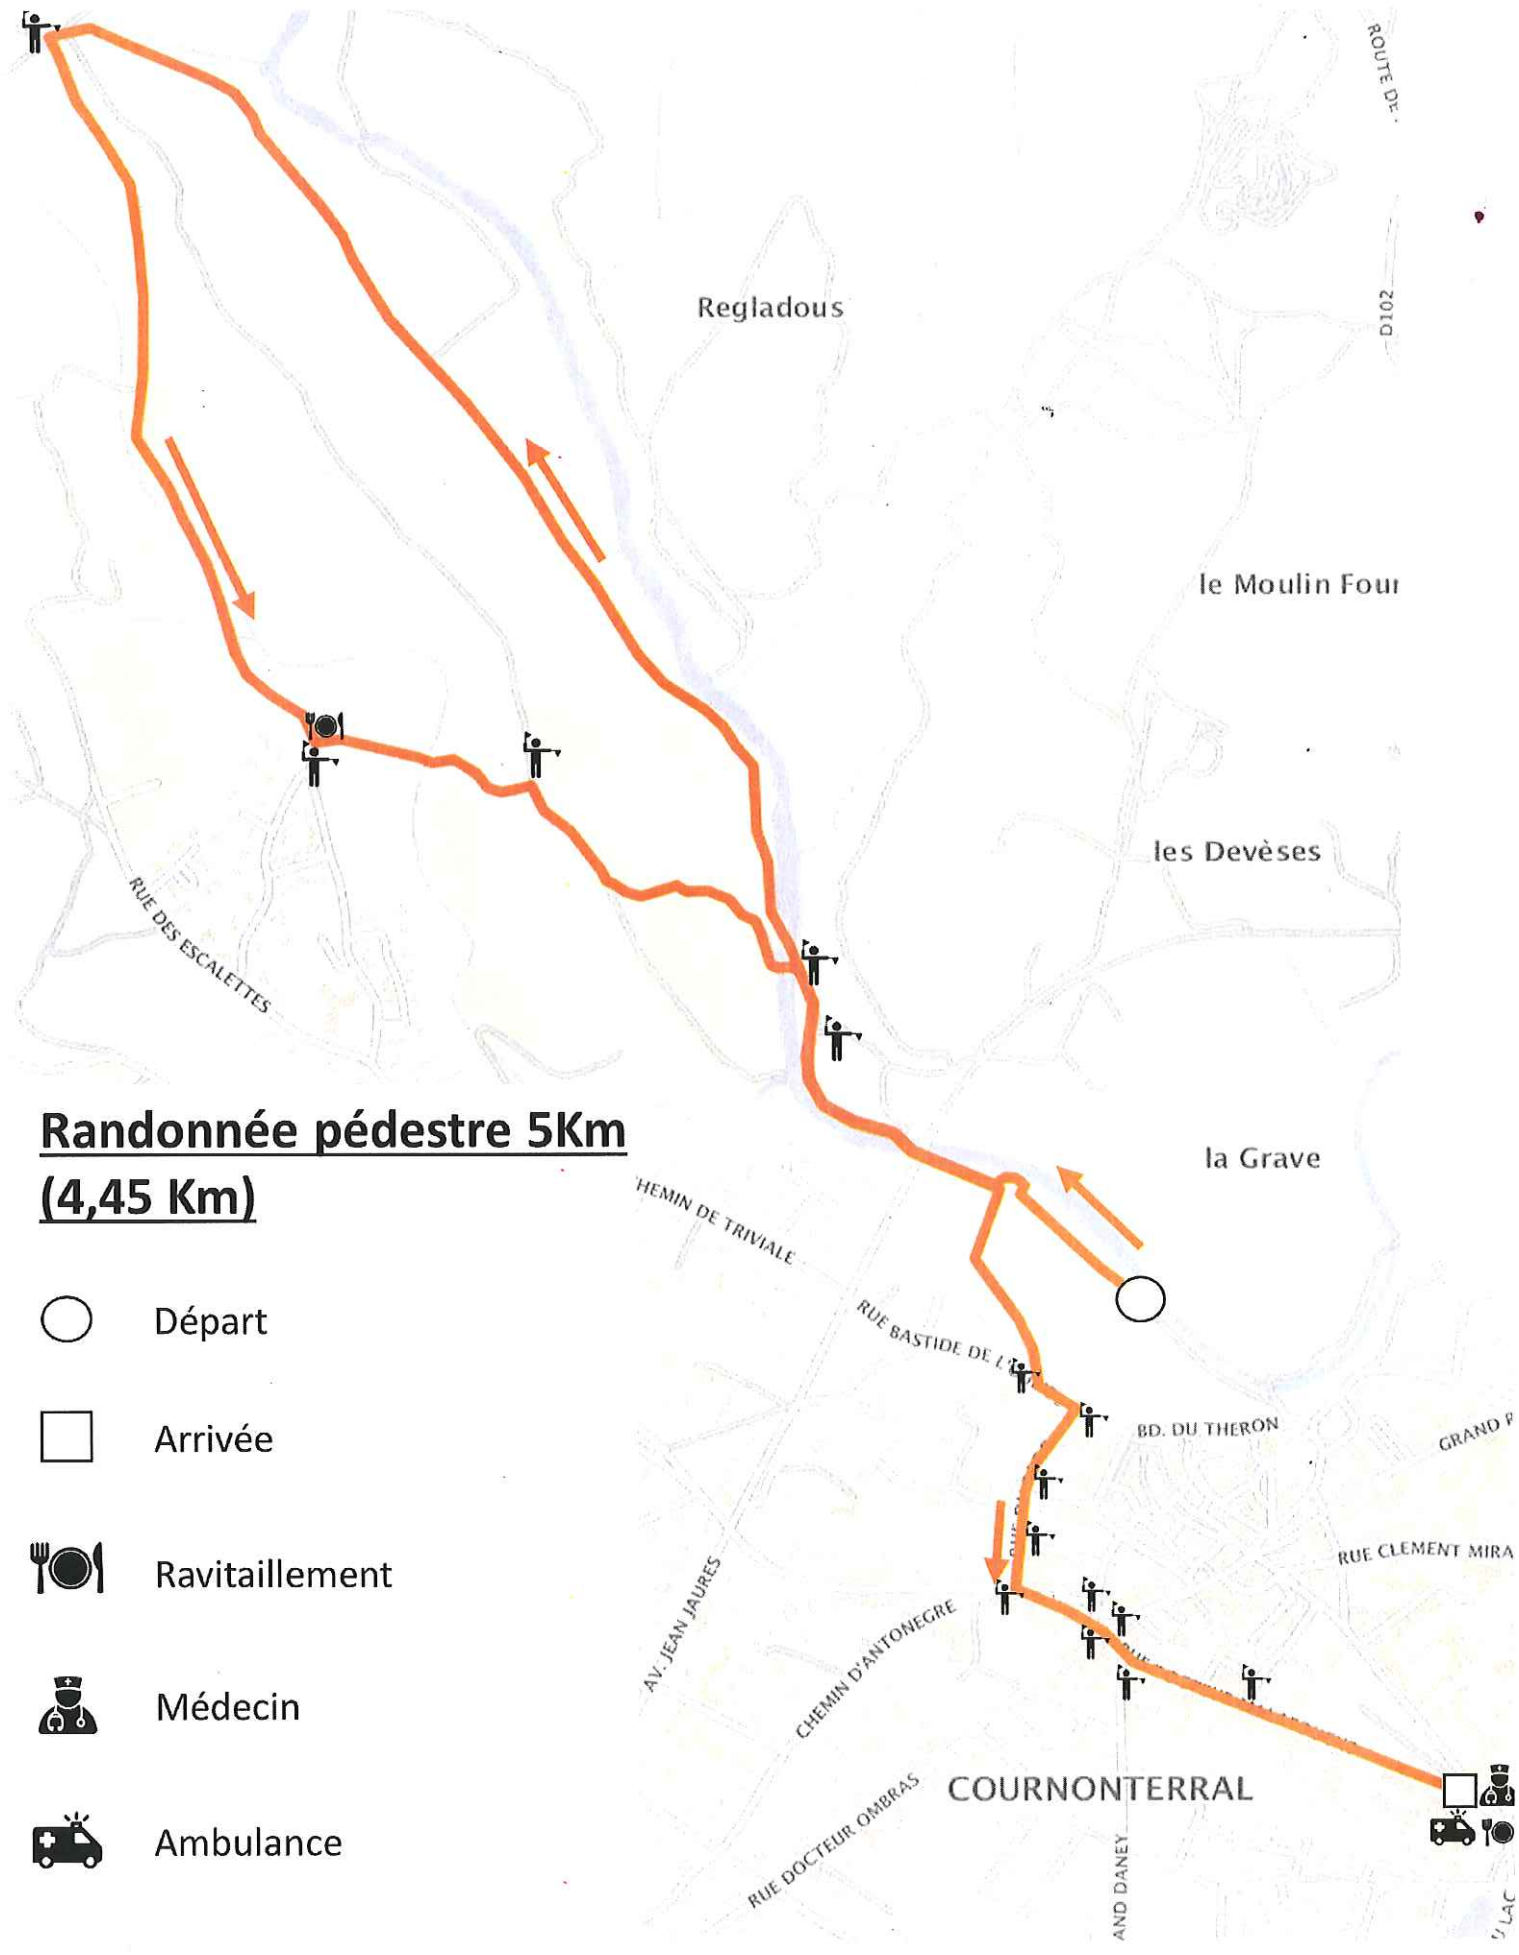 ROUTE DE
Regladous
D102
le Moulin Four
les Devèses
RUE DES ESCALETTES
Randonnée pédestre 5Km
(4,45 Km)
la Grave
HEMIN DE TRIVIALE
Départ
RUE BASTIDE DE
BD. DU THERON
GRAND
Arrivée
RUE CLEMENT MIRA
Ravitaillement
AV. JEAN JAURES
CHEMIN D'ANTONEGRE
RUE
Médecin
COURNONTERRAL
RUE DOCTEUR OMBRAS
Ambulance
AND DANEY
LAC